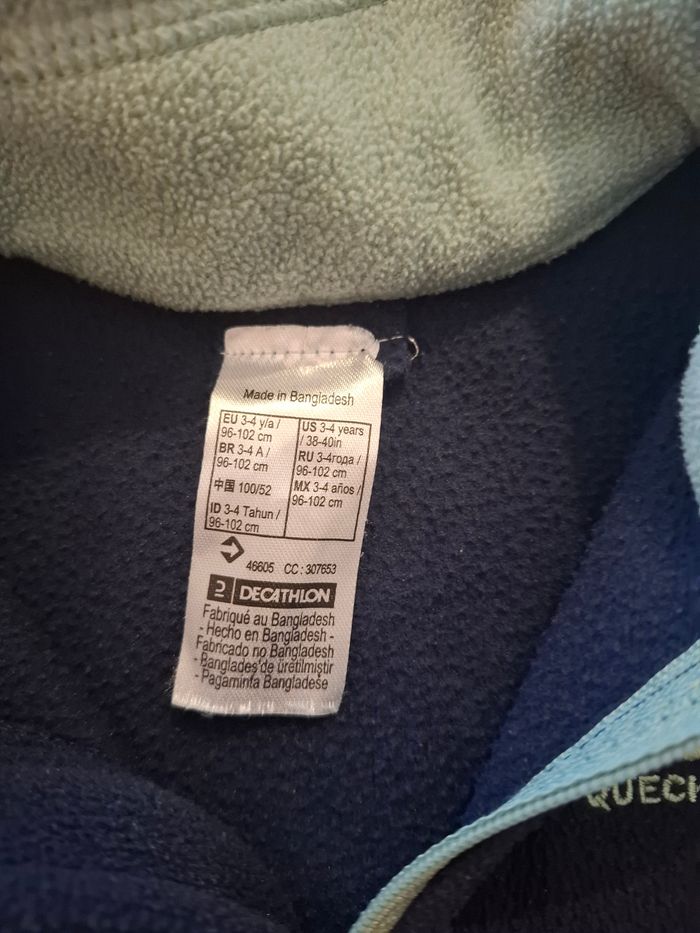 Made in Bangladesh
EU 3-4 y/a /
96-102 cm
BR 3-4 A /
96-102 cm
中国 100/52
ID 3-4 Tahun /
96-102 cm
US 3-4 years
/ 38-40in
RU 3-4года /
96-102 cm
MX 3-4 años /
96-102 cm
46605 CC : 307653
DECATHLON
Fabriqué au Bangladesh
- Hecho en Bangladesh -
Fabricado no Bangladesh
- Bangladeş'de üretilmiştir
- Pagaminta Bangladeše